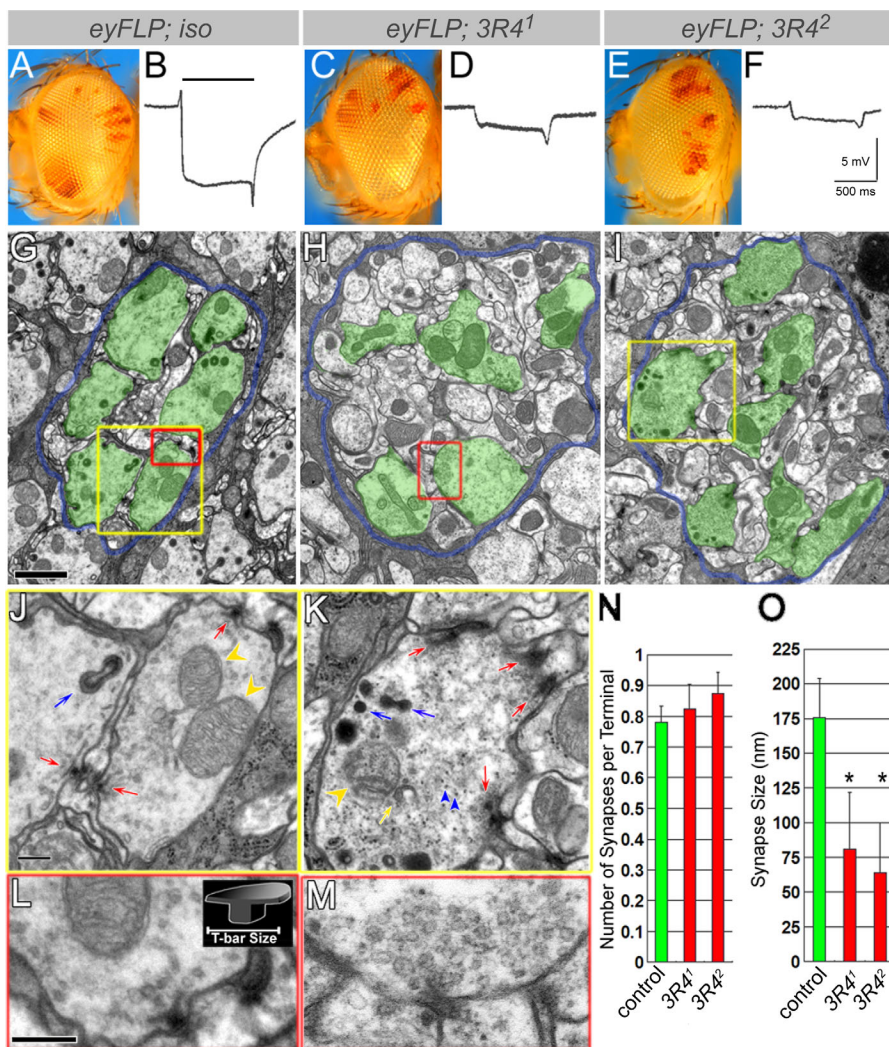 eyFLP; iso
eyFLP; 3R4¹
eyFLP; 3R4²
A
B
C
D
E
F
5 mV
500 ms
G
H
I
J
K
N
O
Number of Synapses per Terminal
1
0.9
0.8
0.7
0.6
0.5
0.4
0.3
0.2
0.1
0
control
3R4¹
3R4²
Synapse Size (nm)
225
200
175
150
125
100
75
50
25
0
*
*
control
3R4¹
3R4²
L
T-bar Size
M